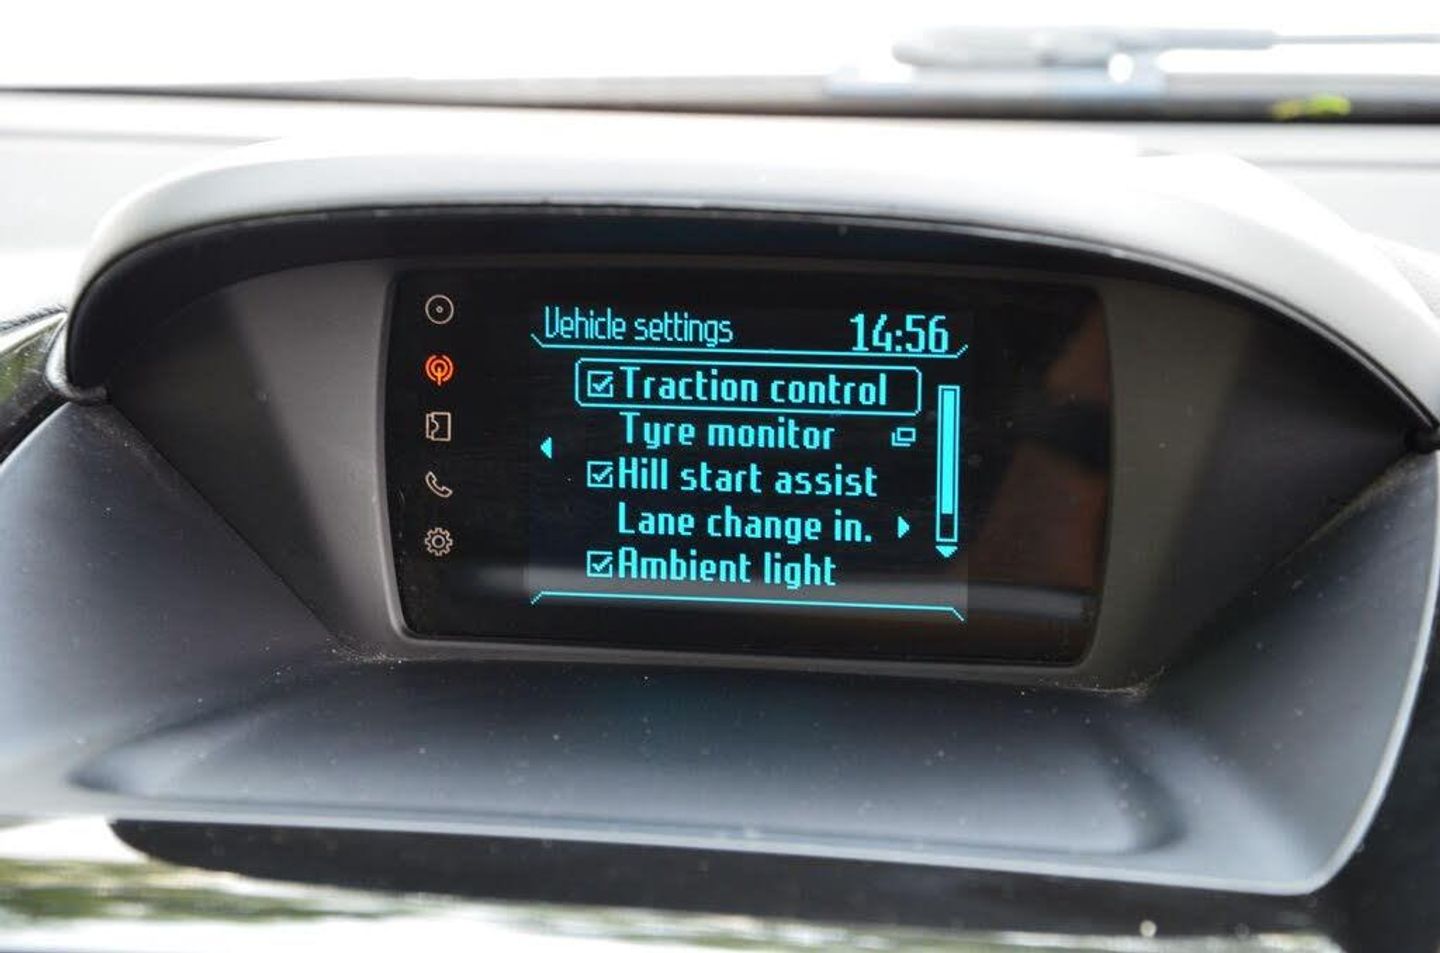 Vehicle settings 14:56
Traction control
Tyre monitor
Hill start assist
Lane change in.
Ambient light